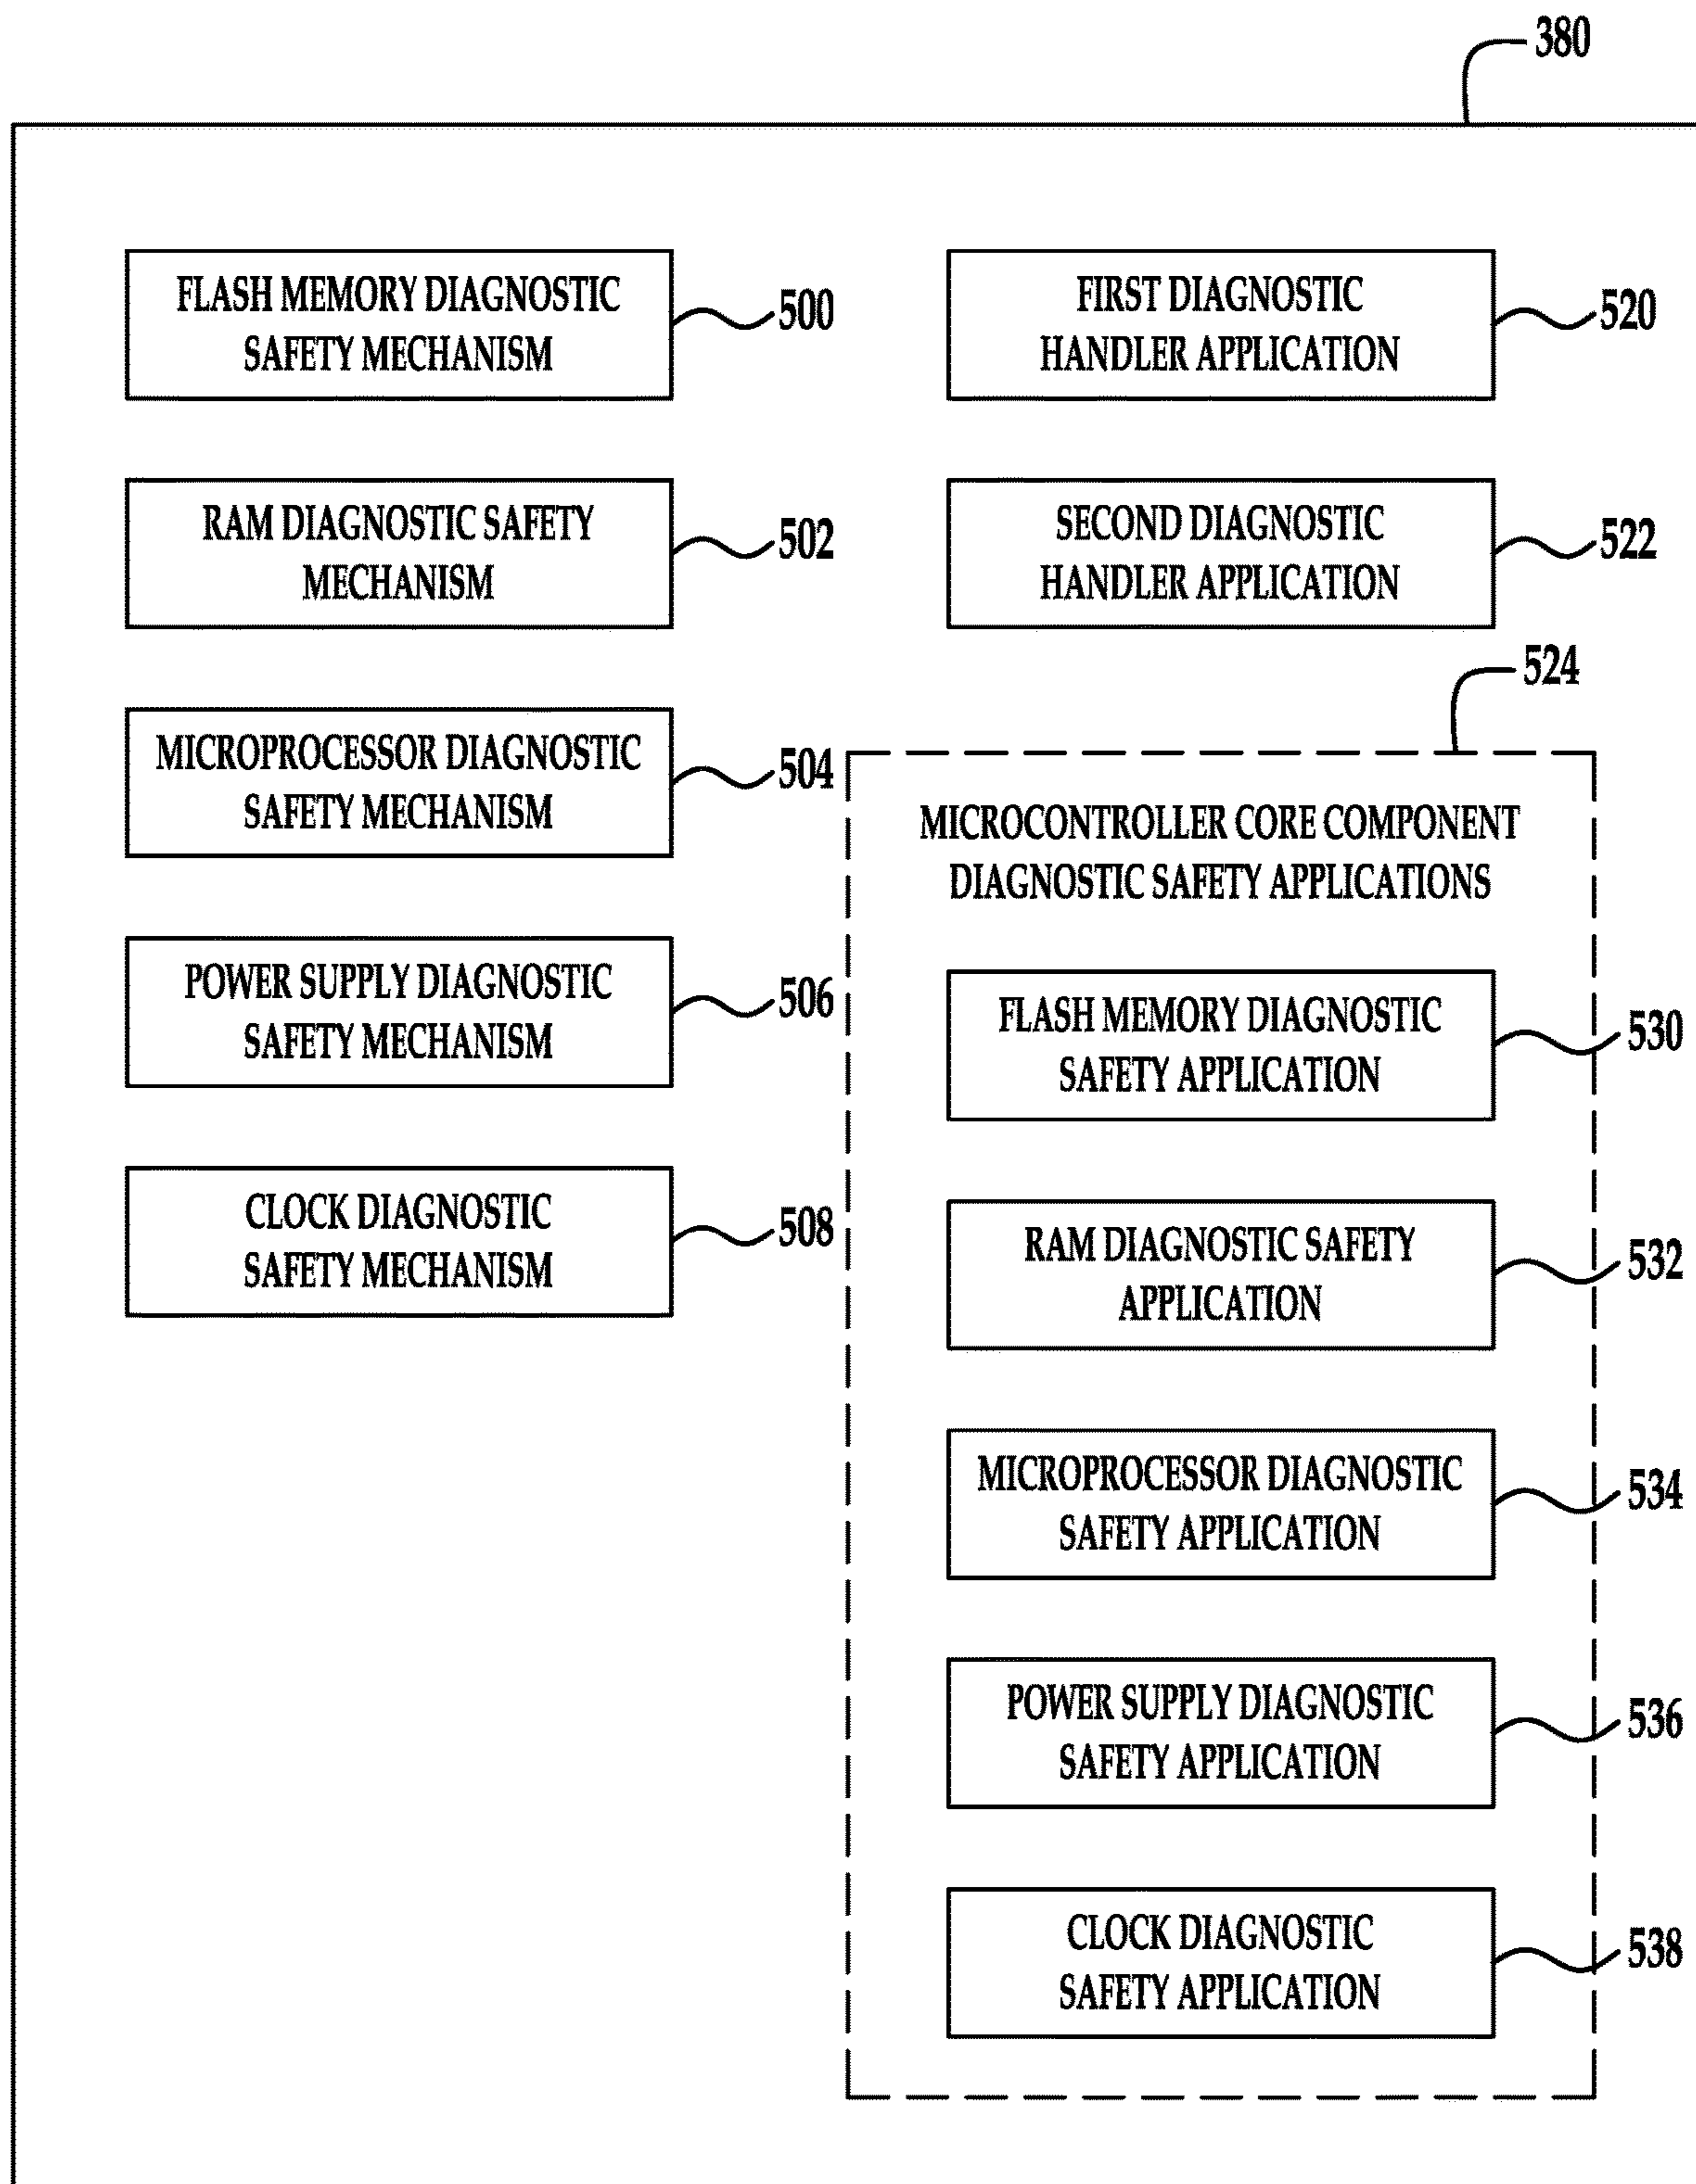 380
FLASH MEMORY DIAGNOSTIC
SAFETY MECHANISM
500
RAM DIAGNOSTIC SAFETY
MECHANISM
502
MICROPROCESSOR DIAGNOSTIC
SAFETY MECHANISM
504
POWER SUPPLY DIAGNOSTIC
SAFETY MECHANISM
506
CLOCK DIAGNOSTIC
SAFETY MECHANISM
508
FIRST DIAGNOSTIC
HANDLER APPLICATION
520
SECOND DIAGNOSTIC
HANDLER APPLICATION
522
524
MICROCONTROLLER CORE COMPONENT
DIAGNOSTIC SAFETY APPLICATIONS
FLASH MEMORY DIAGNOSTIC
SAFETY APPLICATION
530
RAM DIAGNOSTIC SAFETY
APPLICATION
532
MICROPROCESSOR DIAGNOSTIC
SAFETY APPLICATION
534
POWER SUPPLY DIAGNOSTIC
SAFETY APPLICATION
536
CLOCK DIAGNOSTIC
SAFETY APPLICATION
538